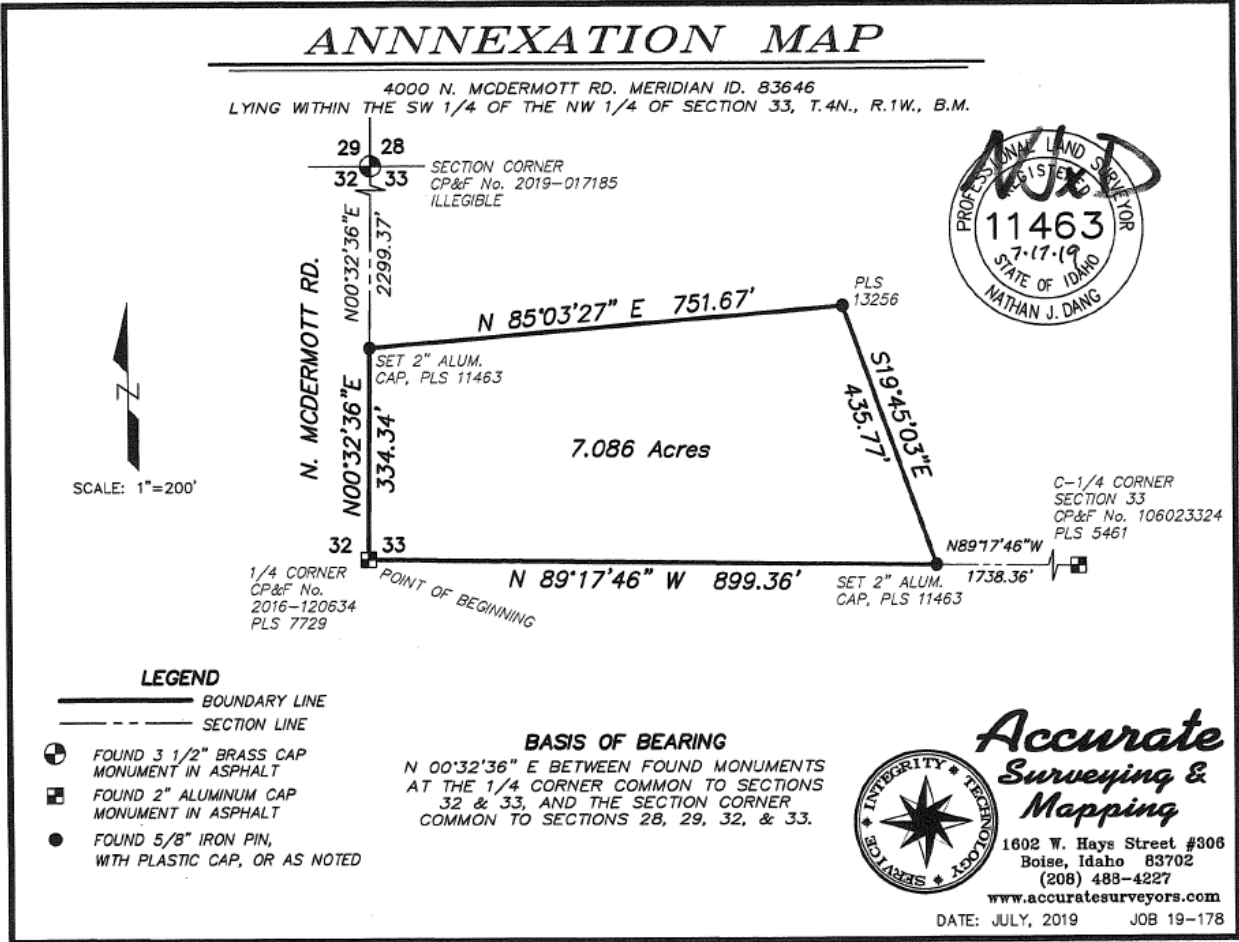 ANNNEXATION MAP
4000 N. MCDERMOTT RD. MERIDIAN ID. 83646
LYING WITHIN THE SW 1/4 OF THE NW 1/4 OF SECTION 33, T.4N., R.1W., B.M.
29 28
32 33
SECTION CORNER
CP&F No. 2019-017185
ILLEGIBLE
N00°32'36"E
2299.37'
N. MCDERMOTT RD.
PROFESSIONAL LAND SURVEYOR
REGISTERED
11463
7-17-19
STATE OF IDAHO
NATHAN J. DANG
N 85°03'27" E 751.67'
PLS
13256
SET 2" ALUM.
CAP, PLS 11463
N00°32'36"E
334.34'
S19°45'03"E
435.77'
7.086 Acres
N
SCALE: 1"=200'
C-1/4 CORNER
SECTION 33
CP&F No. 106023324
PLS 5461
32 33
N89°17'46"W
1738.36'
1/4 CORNER
CP&F No.
2016-120634
PLS 7729
POINT OF BEGINNING
N 89°17'46" W 899.36'
SET 2" ALUM.
CAP, PLS 11463
LEGEND
BOUNDARY LINE
SECTION LINE
FOUND 3 1/2" BRASS CAP
MONUMENT IN ASPHALT
FOUND 2" ALUMINUM CAP
MONUMENT IN ASPHALT
FOUND 5/8" IRON PIN,
WITH PLASTIC CAP, OR AS NOTED
BASIS OF BEARING
N 00°32'36" E BETWEEN FOUND MONUMENTS
AT THE 1/4 CORNER COMMON TO SECTIONS
32 & 33, AND THE SECTION CORNER
COMMON TO SECTIONS 28, 29, 32, & 33.
INTEGRITY TECHNOLOGY SERVICE
Accurate
Surveying &
Mapping
1602 W. Hays Street #306
Boise, Idaho 83702
(208) 488-4227
www.accuratesurveyors.com
DATE: JULY, 2019 JOB 19-178